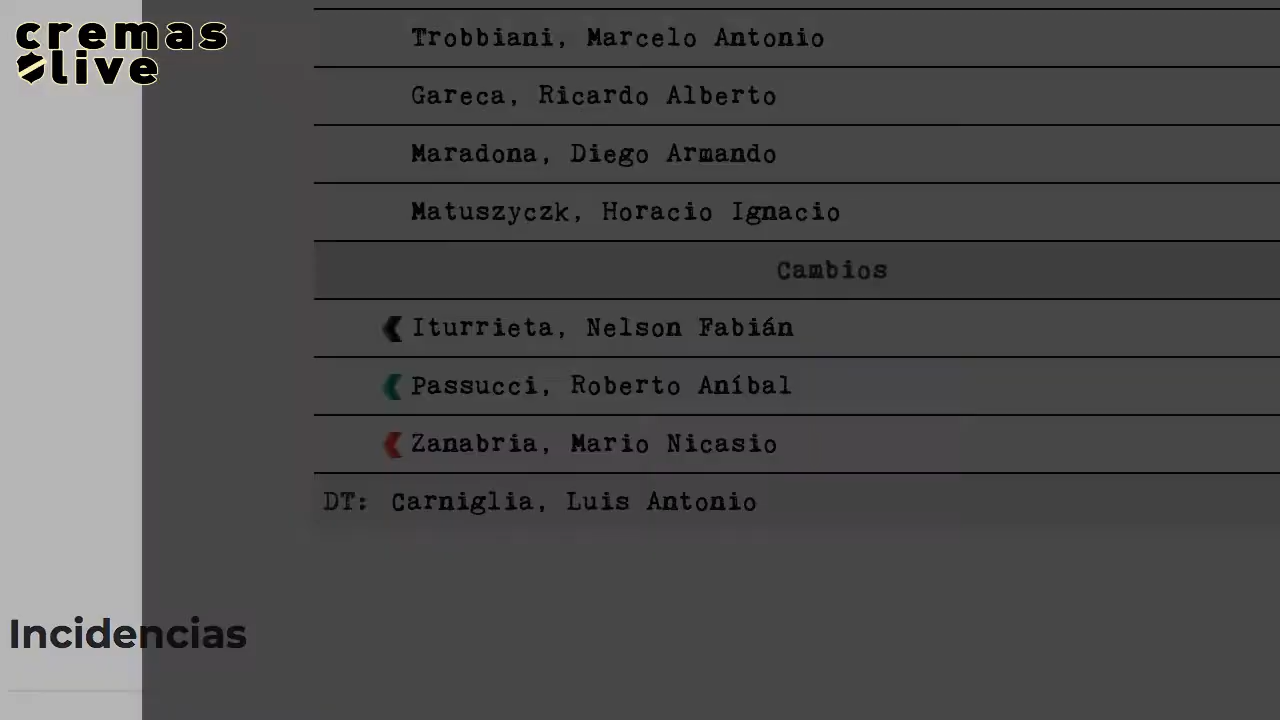 cremas
live
Trobbiani, Marcelo Antonio
Gareca, Ricardo Alberto
Maradona, Diego Armando
Matuszyczk, Horacio Ignacio
Cambios
Iturrieta, Nelson Fabián
Passucci, Roberto Aníbal
Zanabria, Mario Nicasio
DT: Carniglia, Luis Antonio
Incidencias